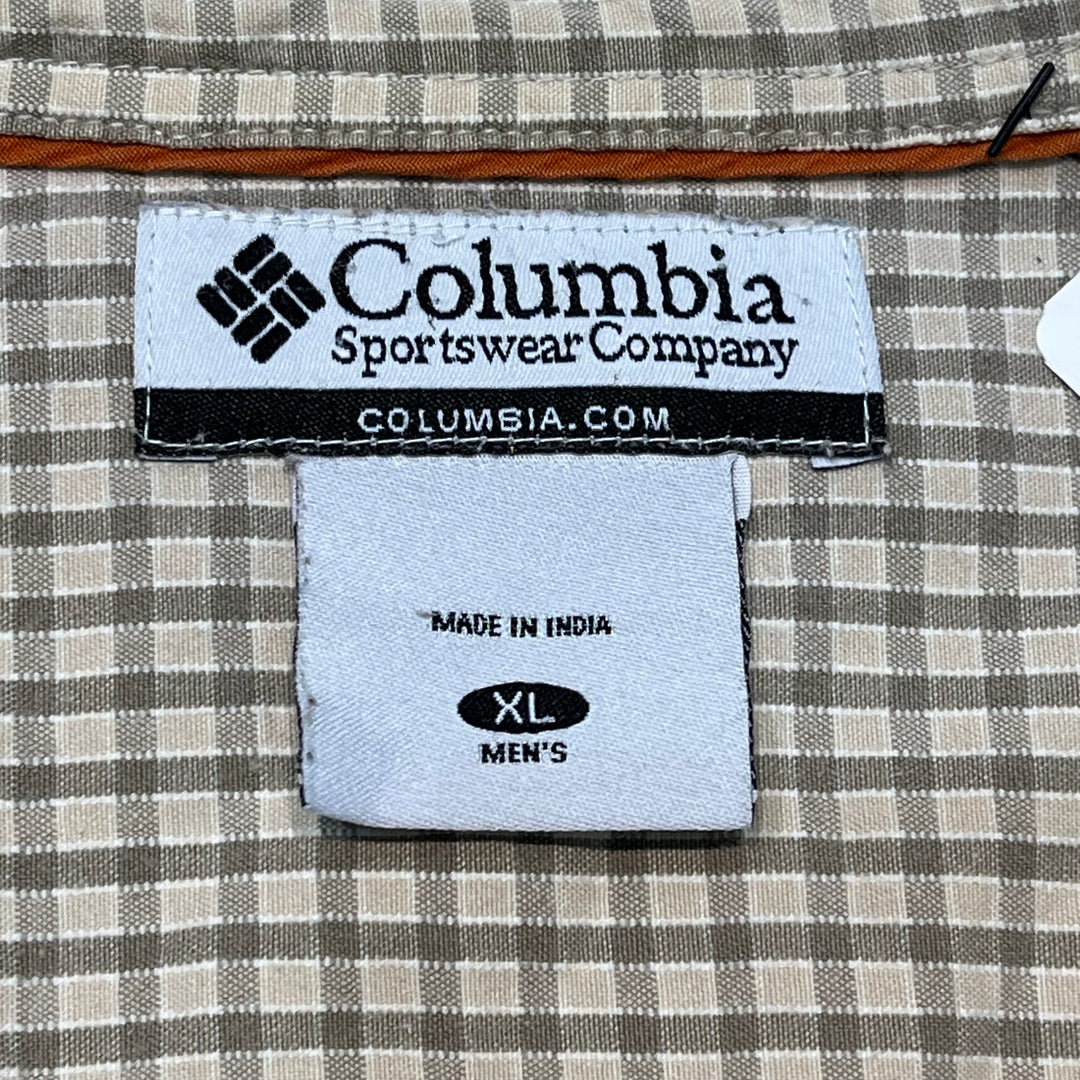 Columbia
Sportswear Company
COLUMBIA.COM
MADE IN INDIA
XL
MEN'S